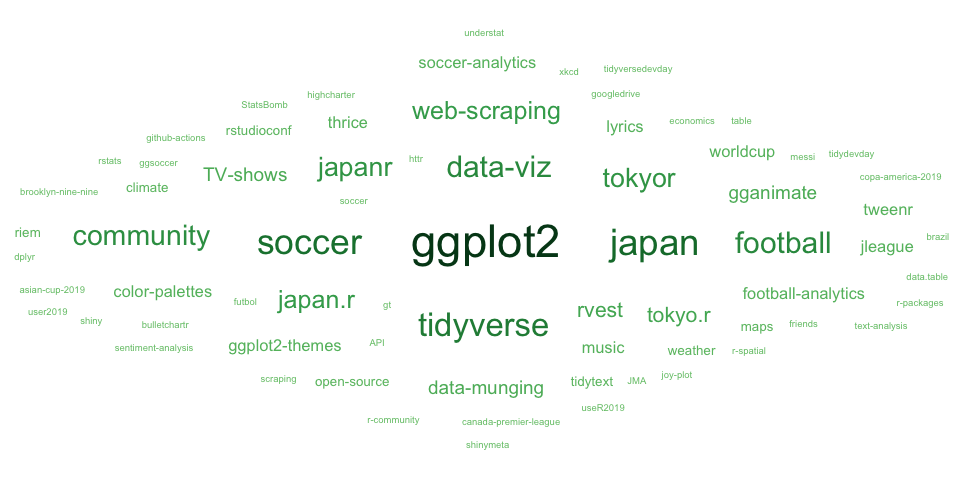 understat
soccer-analytics
xkcd
tidyversedevday
highcharter
googledrive
StatsBomb
web-scraping
thrice
rstudioconf
lyrics
economics
table
github-actions
worldcup
rstats
ggsoccer
TV-shows
japanr
httr
data-viz
tokyor
messi
tidydevday
brooklyn-nine-nine
climate
gganimate
copa-america-2019
soccer
tweenr
riem
community
soccer
ggplot2
japan
football
jleague
brazil
dplyr
asian-cup-2019
color-palettes
futbol
japan.r
gt
football-analytics
data.table
user2019
shiny
bulletchartr
tidyverse
rvest
tokyo.r
maps
friends
text-analysis
r-packages
sentiment-analysis
ggplot2-themes
API
music
weather
r-spatial
scraping
open-source
data-munging
tidytext
JMA
joy-plot
r-community
canada-premier-league
useR2019
shinymeta